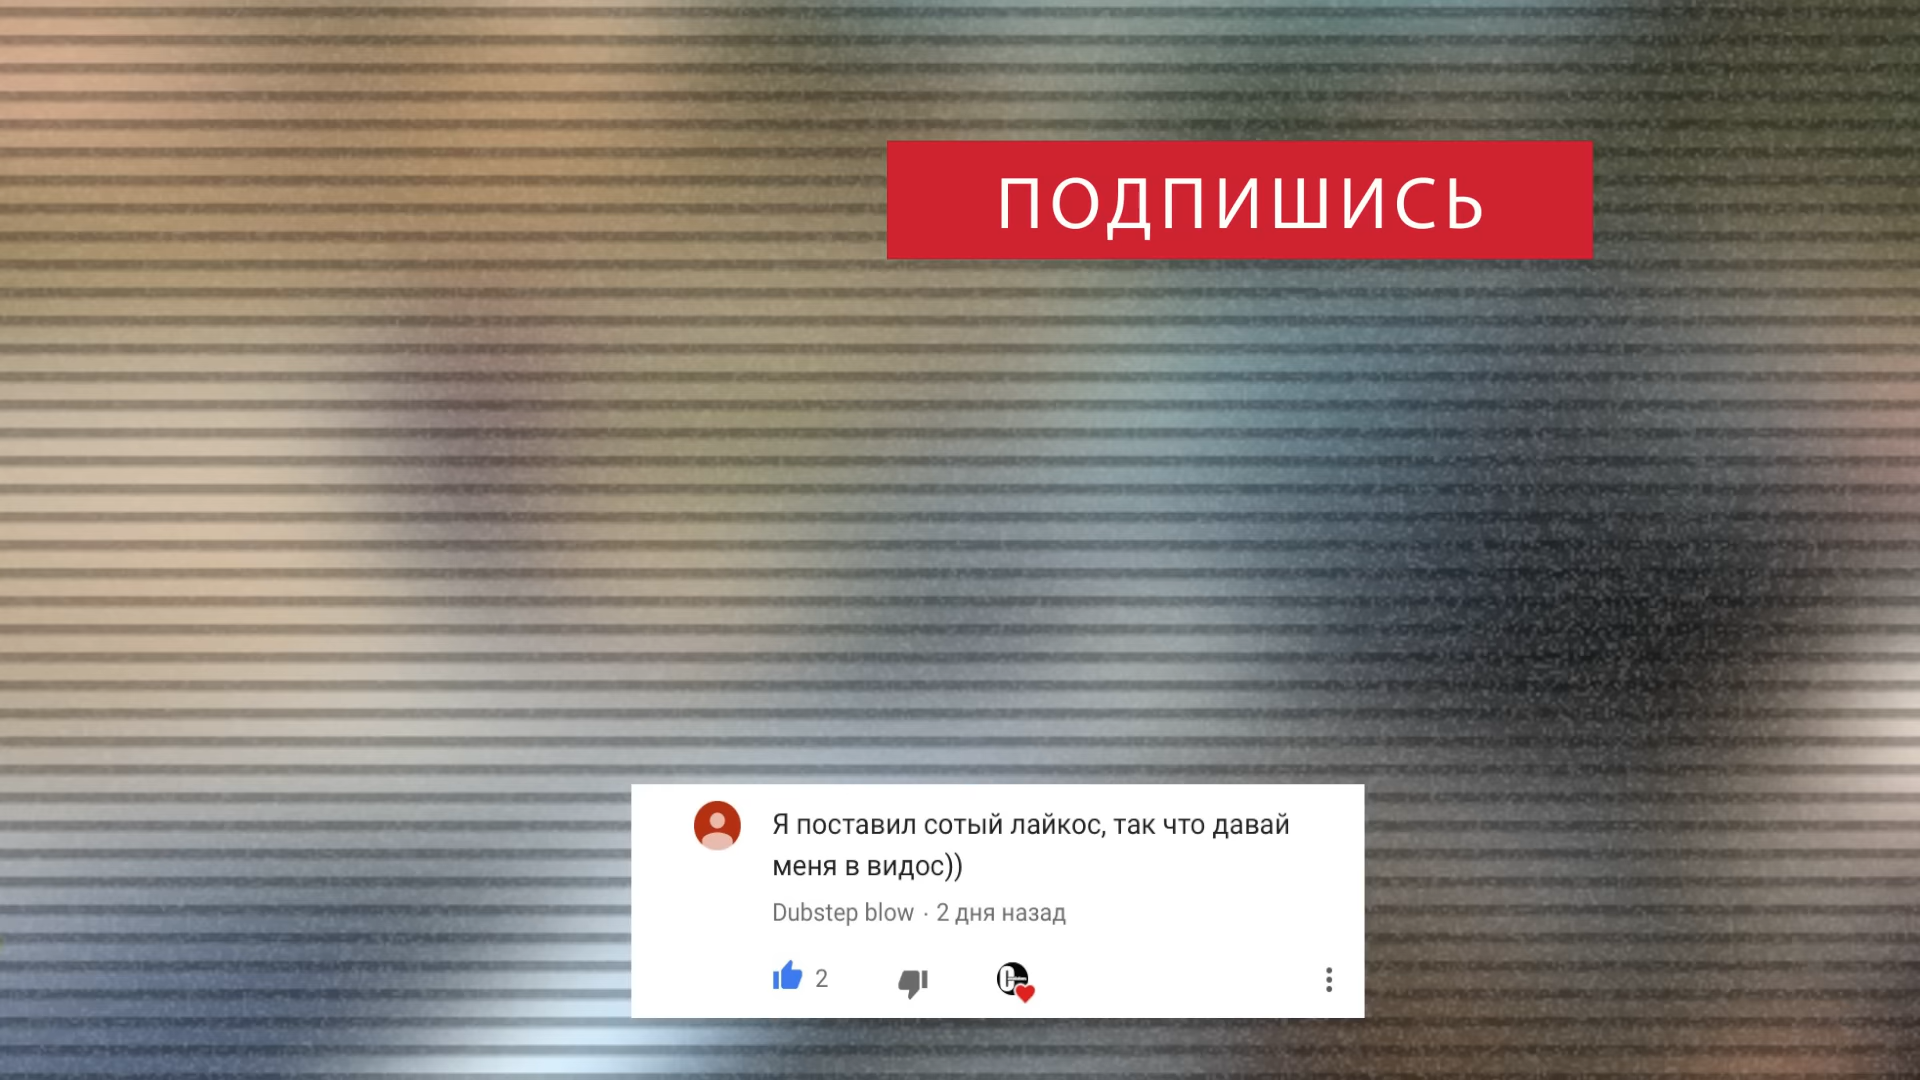 ПОДПИШИСЬ
Я поставил сотый лайкос, так что давай
меня в видос))
Dubstep blow · 2 дня назад
2